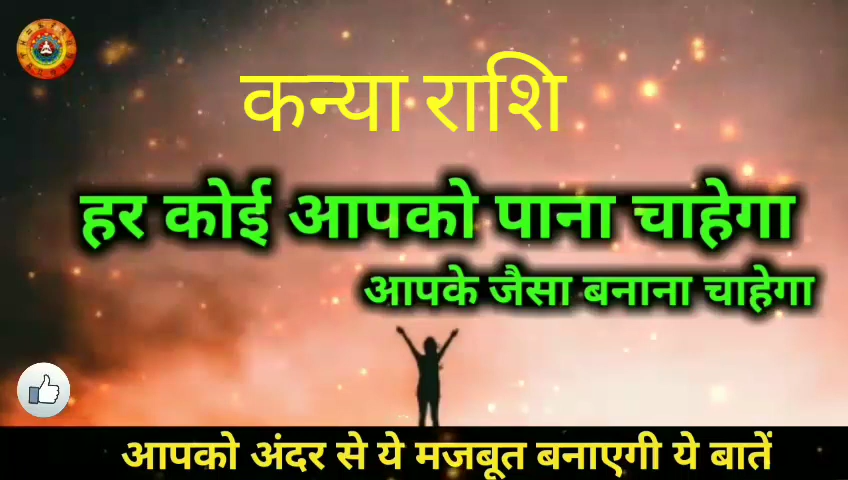 कन्या राशि
हर कोई आपको पाना चाहेगा
आपके जैसा बनाना चाहेगा
आपको अंदर से ये मजबूत बनाएगी ये बातें